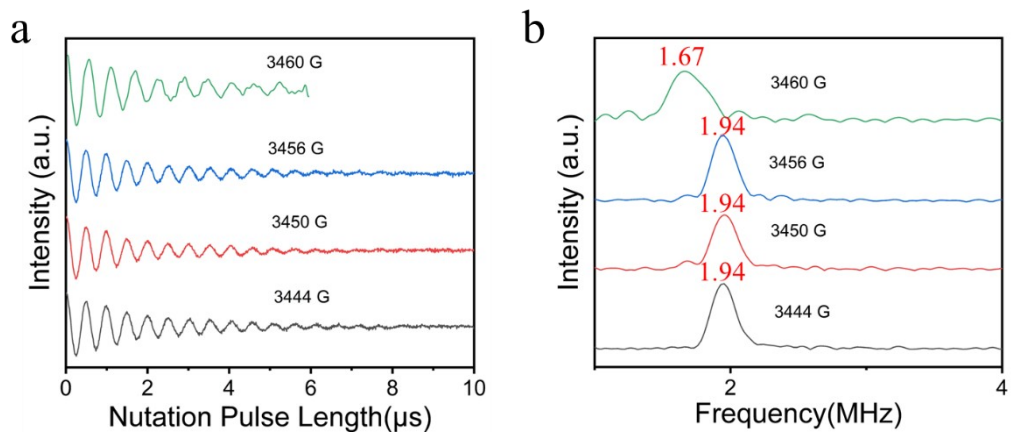 a
Intensity (a.u.)
3460 G
3456 G
3450 G
3444 G
0 2 4 6 8 10
Nutation Pulse Length(μs)
b
Intensity (a.u.)
1.67
3460 G
1.94
3456 G
1.94
3450 G
1.94
3444 G
2 4
Frequency(MHz)